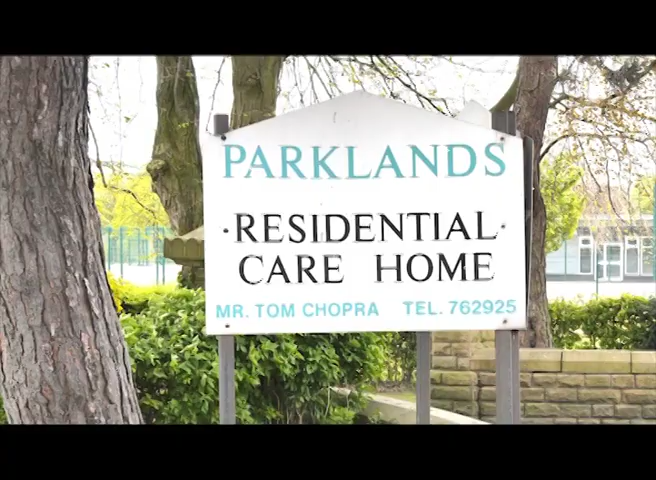 PARKLANDS
·RESIDENTIAL·
CARE HOME
MR. TOM CHOPRA TEL. 762925